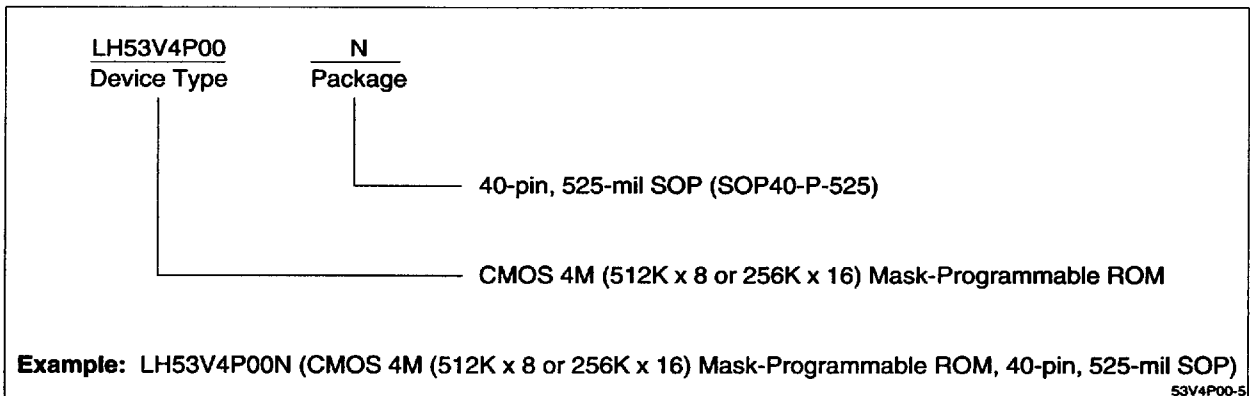 LH53V4P00 N
Device Type Package
40-pin, 525-mil SOP (SOP40-P-525)
CMOS 4M (512K x 8 or 256K x 16) Mask-Programmable ROM
Example: LH53V4P00N (CMOS 4M (512K x 8 or 256K x 16) Mask-Programmable ROM, 40-pin, 525-mil SOP)
53V4P00-5